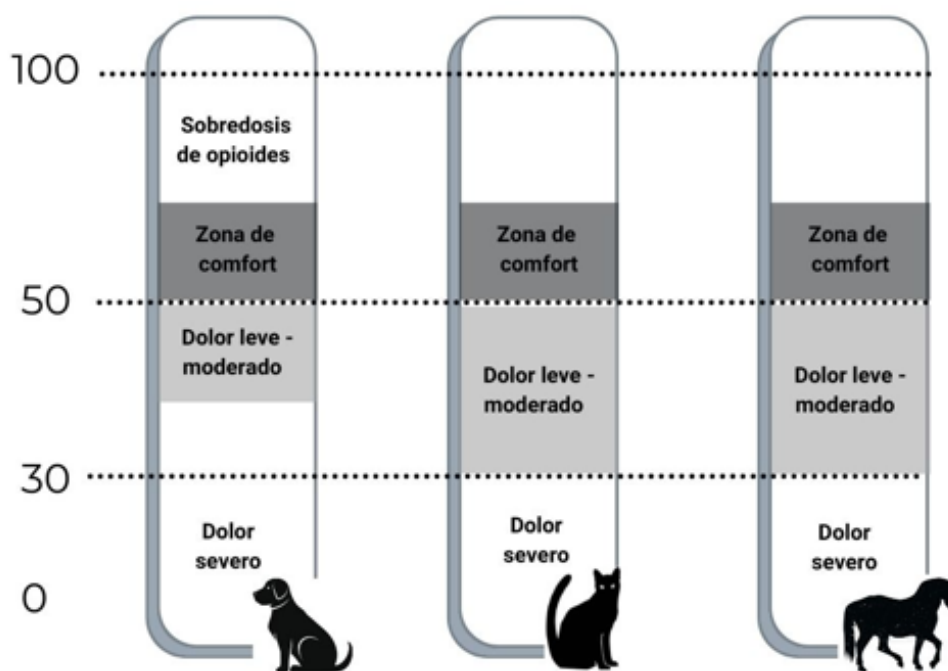 100
Sobredosis
de opioides
Zona de
comfort
Zona de
comfort
Zona de
comfort
50
Dolor leve -
moderado
Dolor leve -
moderado
Dolor leve -
moderado
30
Dolor
severo
Dolor
severo
Dolor
severo
0